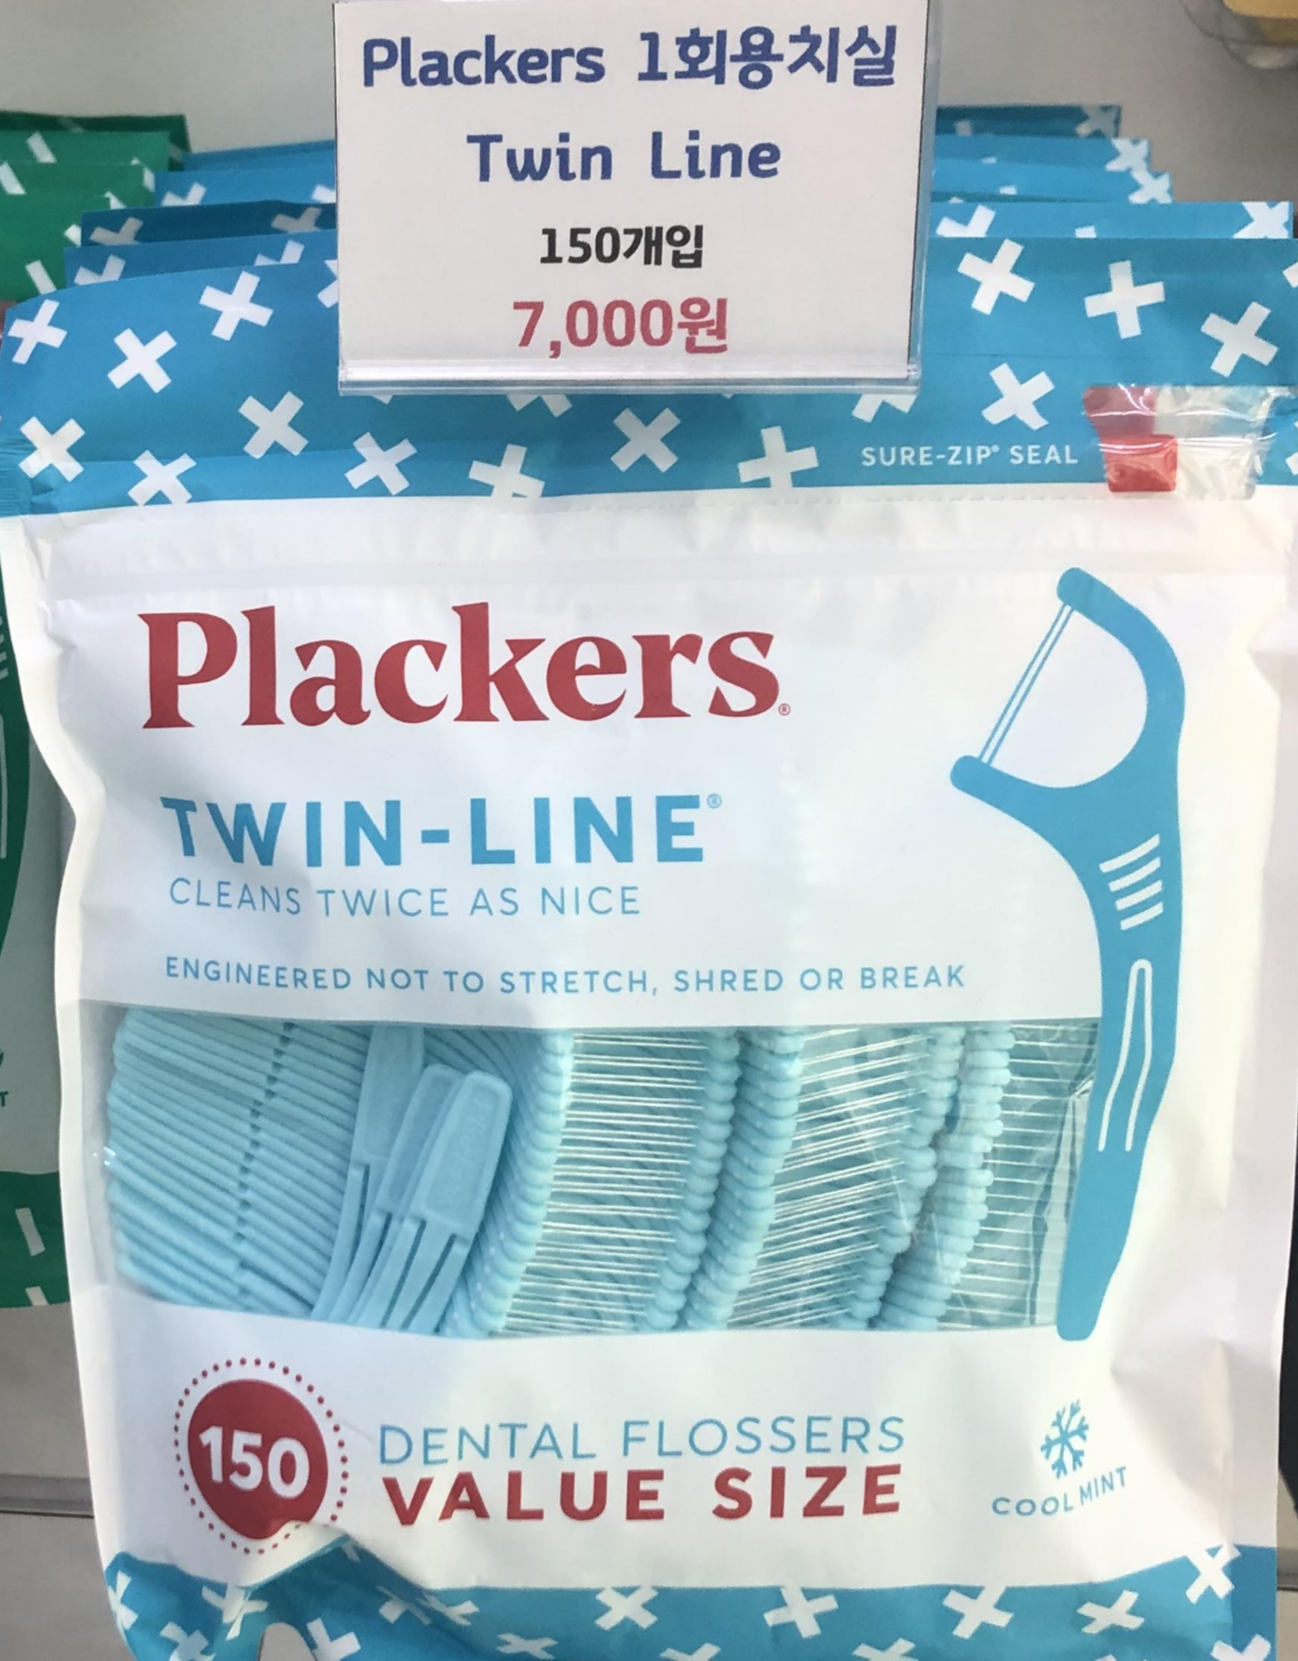 Plackers 1회용치실
Twin Line
150개입
7,000원
SURE-ZIP® SEAL
Plackers®
TWIN-LINE®
CLEANS TWICE AS NICE
ENGINEERED NOT TO STRETCH, SHRED OR BREAK
150
DENTAL FLOSSERS
VALUE SIZE
COOL MINT